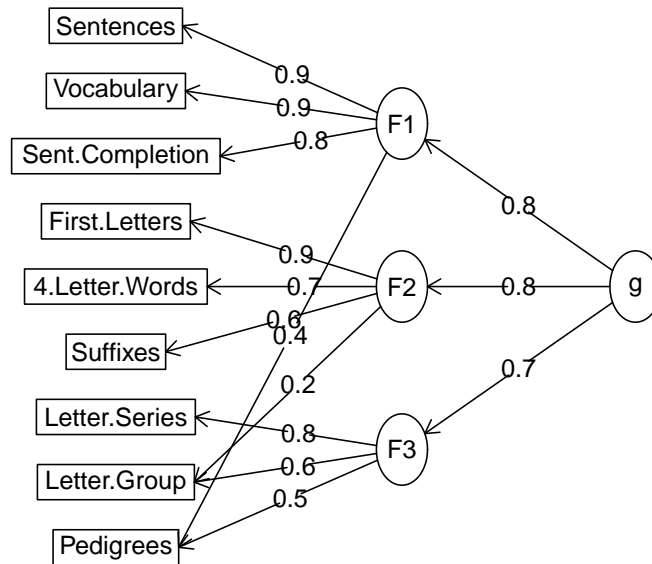 Sentences
0.9
Vocabulary
0.9
F1
Sent.Completion
0.8
0.8
First.Letters
0.9
4.Letter.Words
0.7
F2
0.8
g
0.6
Suffixes
0.4
0.2
0.7
Letter.Series
0.8
F3
Letter.Group
0.6
0.5
Pedigrees